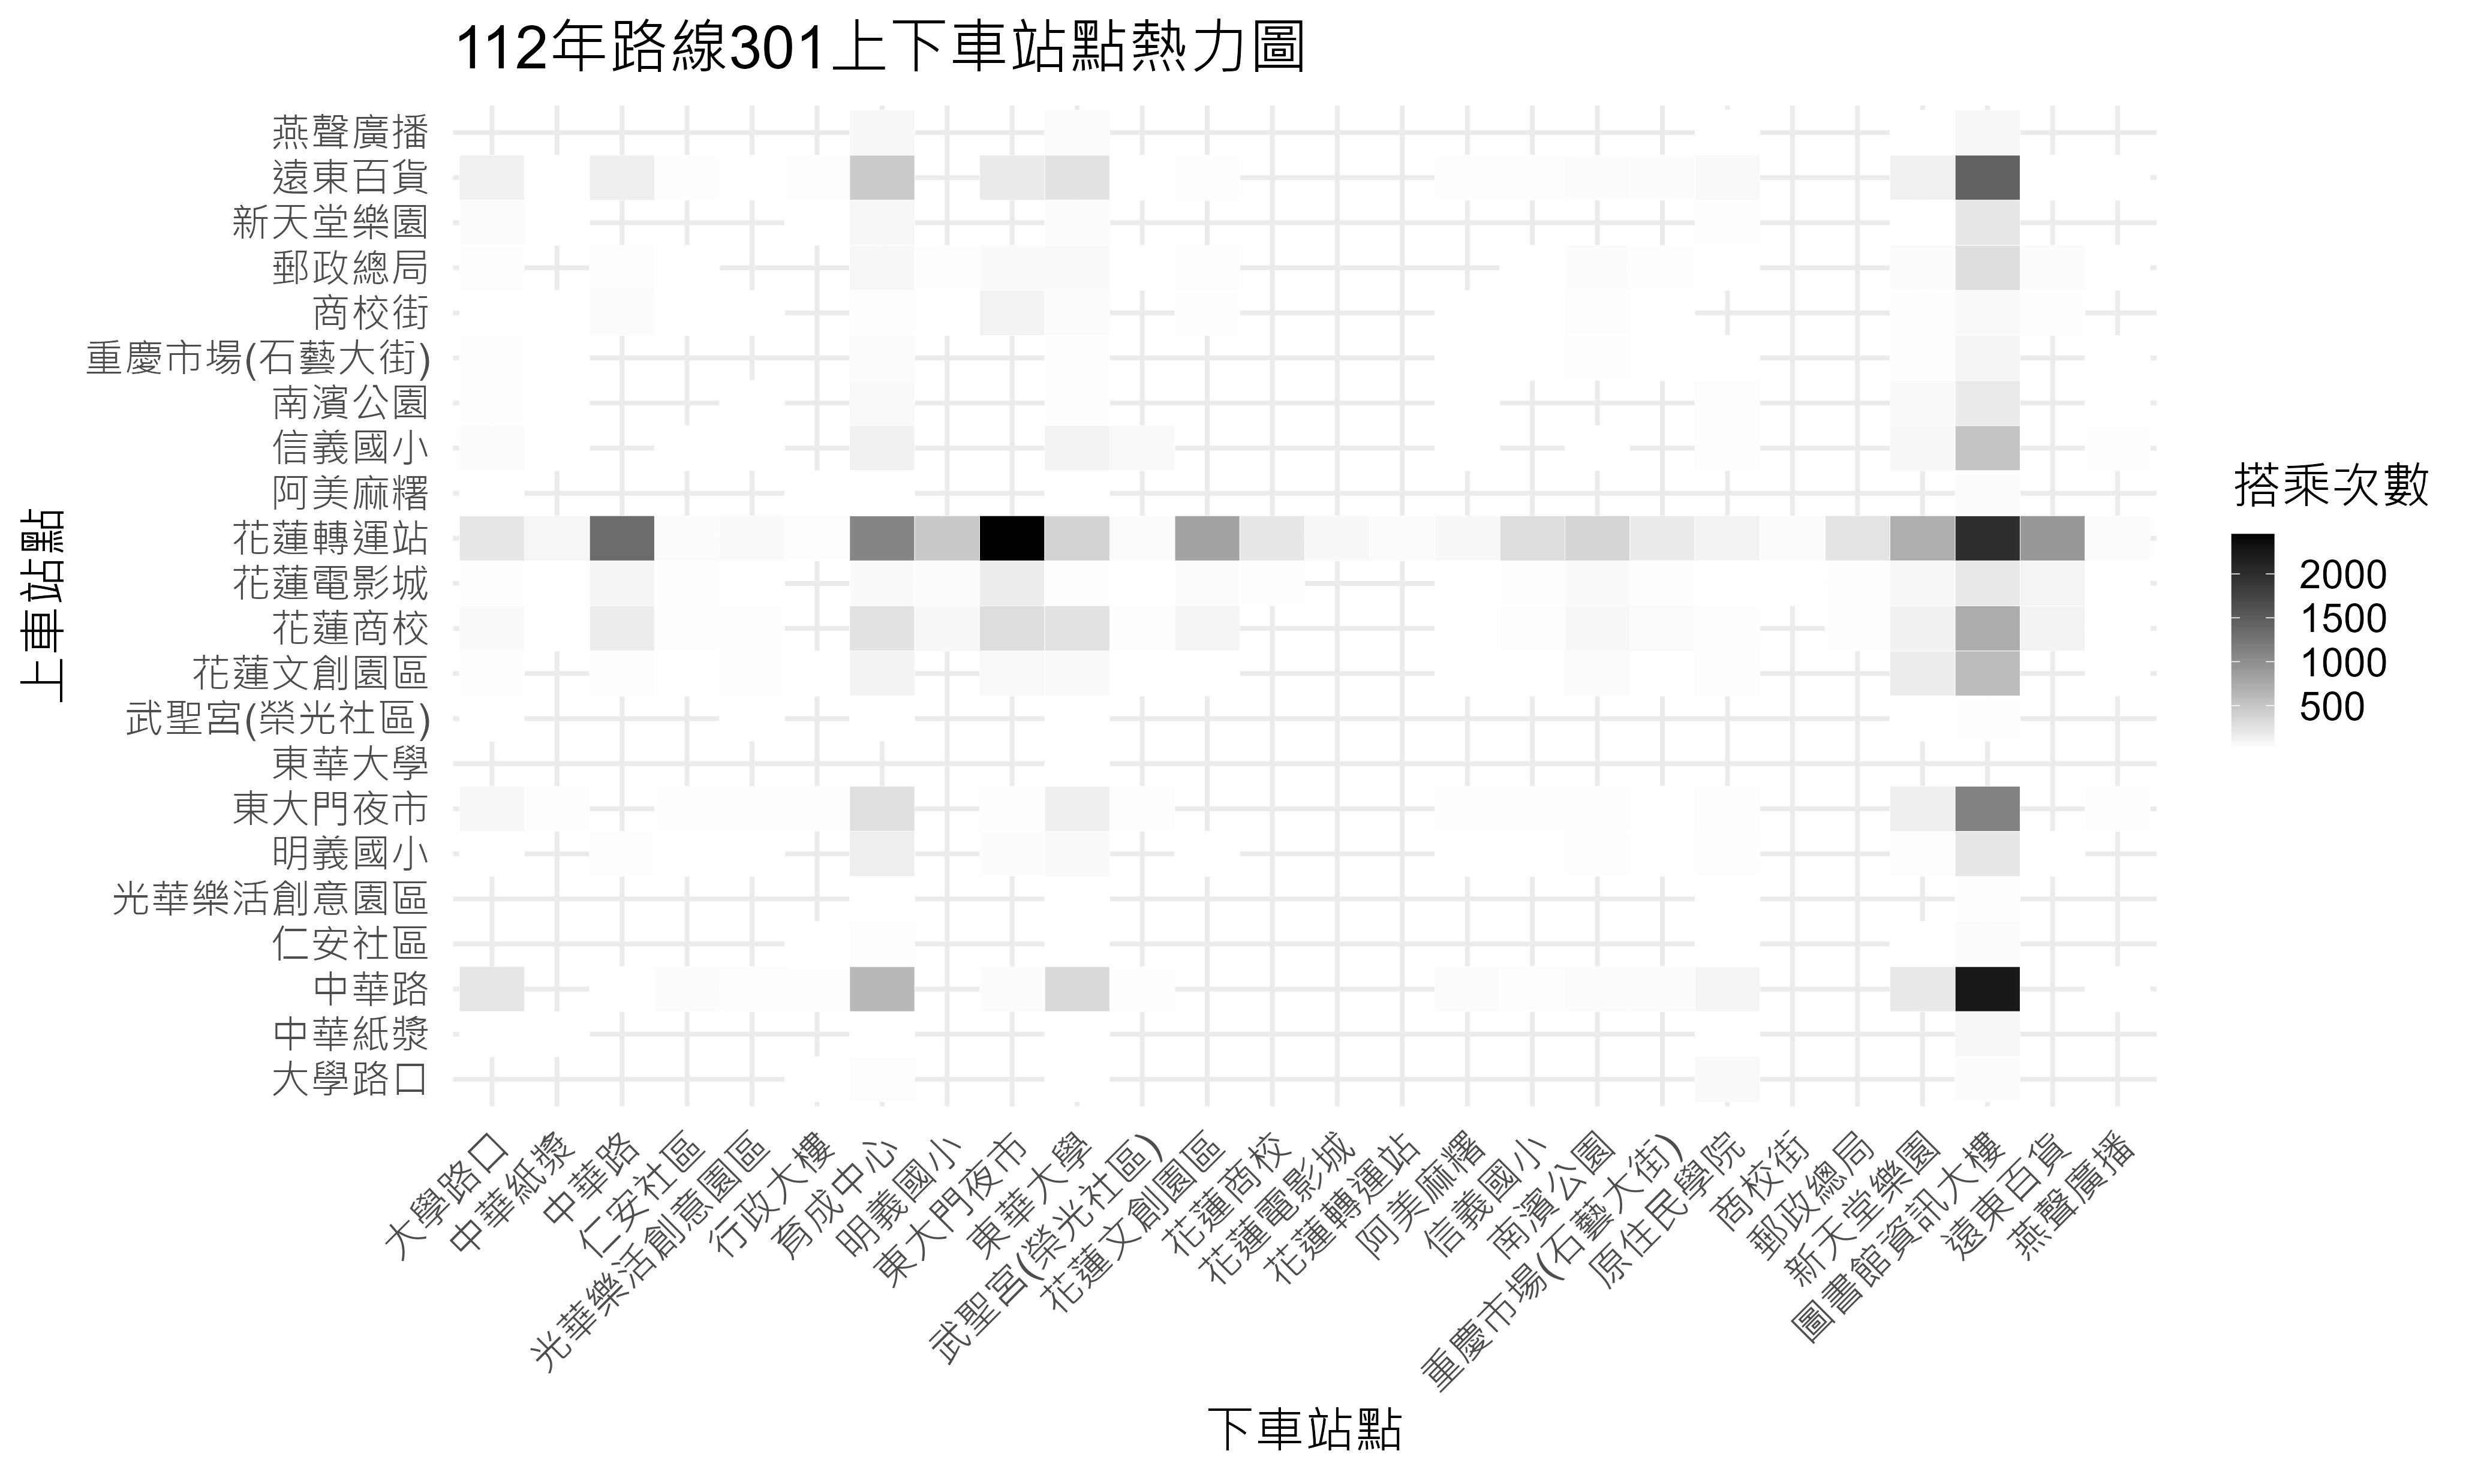 112年路線301上下車站點熱力圖
上車站點
燕聲廣播
遠東百貨
新天堂樂園
郵政總局
商校街
重慶市場(石藝大街)
南濱公園
信義國小
阿美麻糬
花蓮轉運站
花蓮電影城
花蓮商校
花蓮文創園區
武聖宮(榮光社區)
東華大學
東大門夜市
明義國小
光華樂活創意園區
仁安社區
中華路
中華紙漿
大學路口
大學路口
中華紙漿
中華路
仁安社區
光華樂活創意園區
行政大樓
育成中心
明義國小
東大門夜市
東華大學
武聖宮(榮光社區)
花蓮文創園區
花蓮商校
花蓮電影城
花蓮轉運站
阿美麻糬
信義國小
南濱公園
重慶市場(石藝大街)
原住民學院
商校街
郵政總局
新天堂樂園
圖書館資訊大樓
遠東百貨
燕聲廣播
下車站點
搭乘次數
2000
1500
1000
500